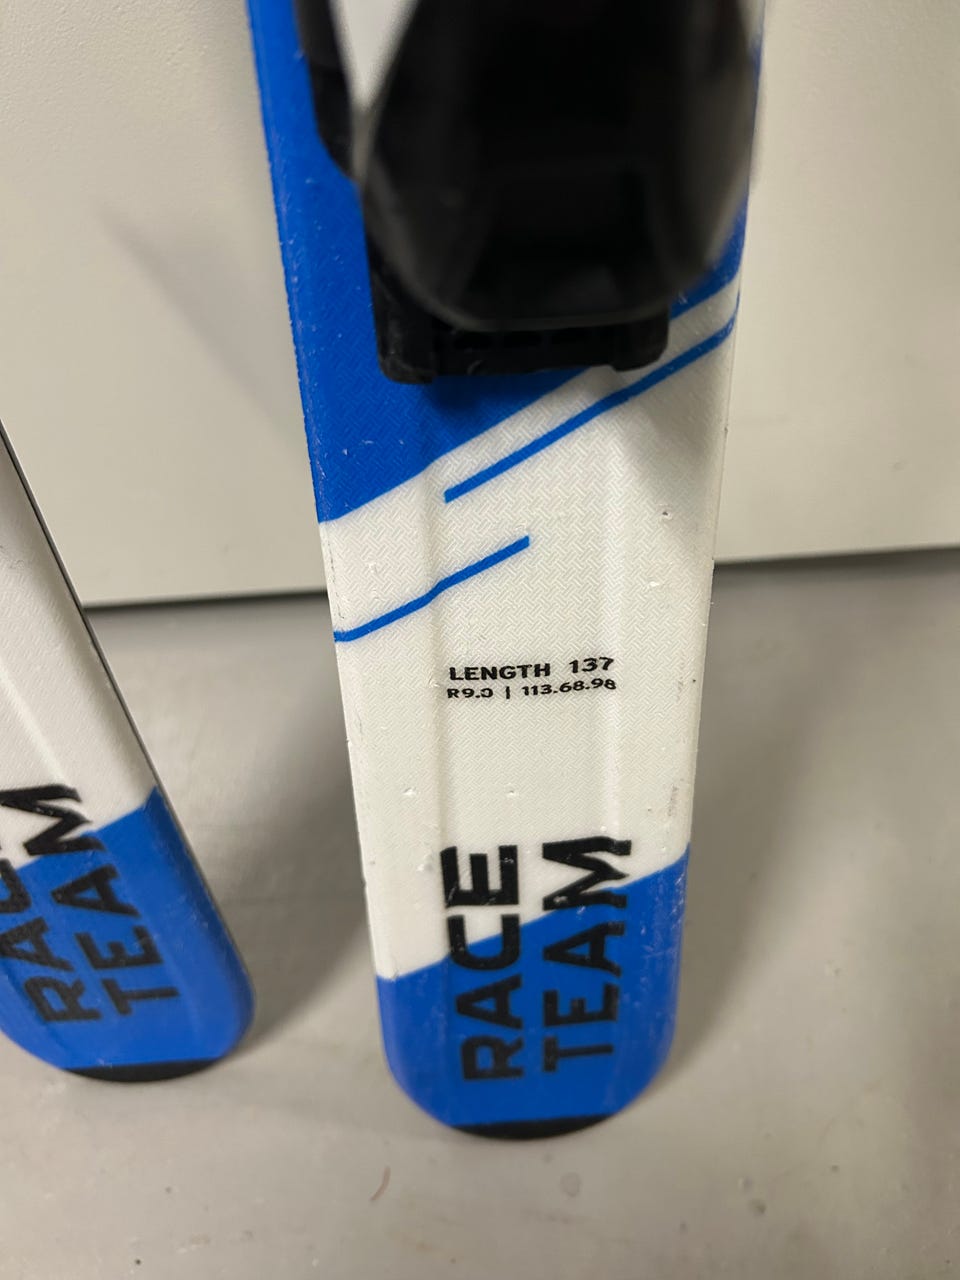 LENGTH 137
R9.0 | 113.68.98
RACE
TEAM
RACE
TEAM